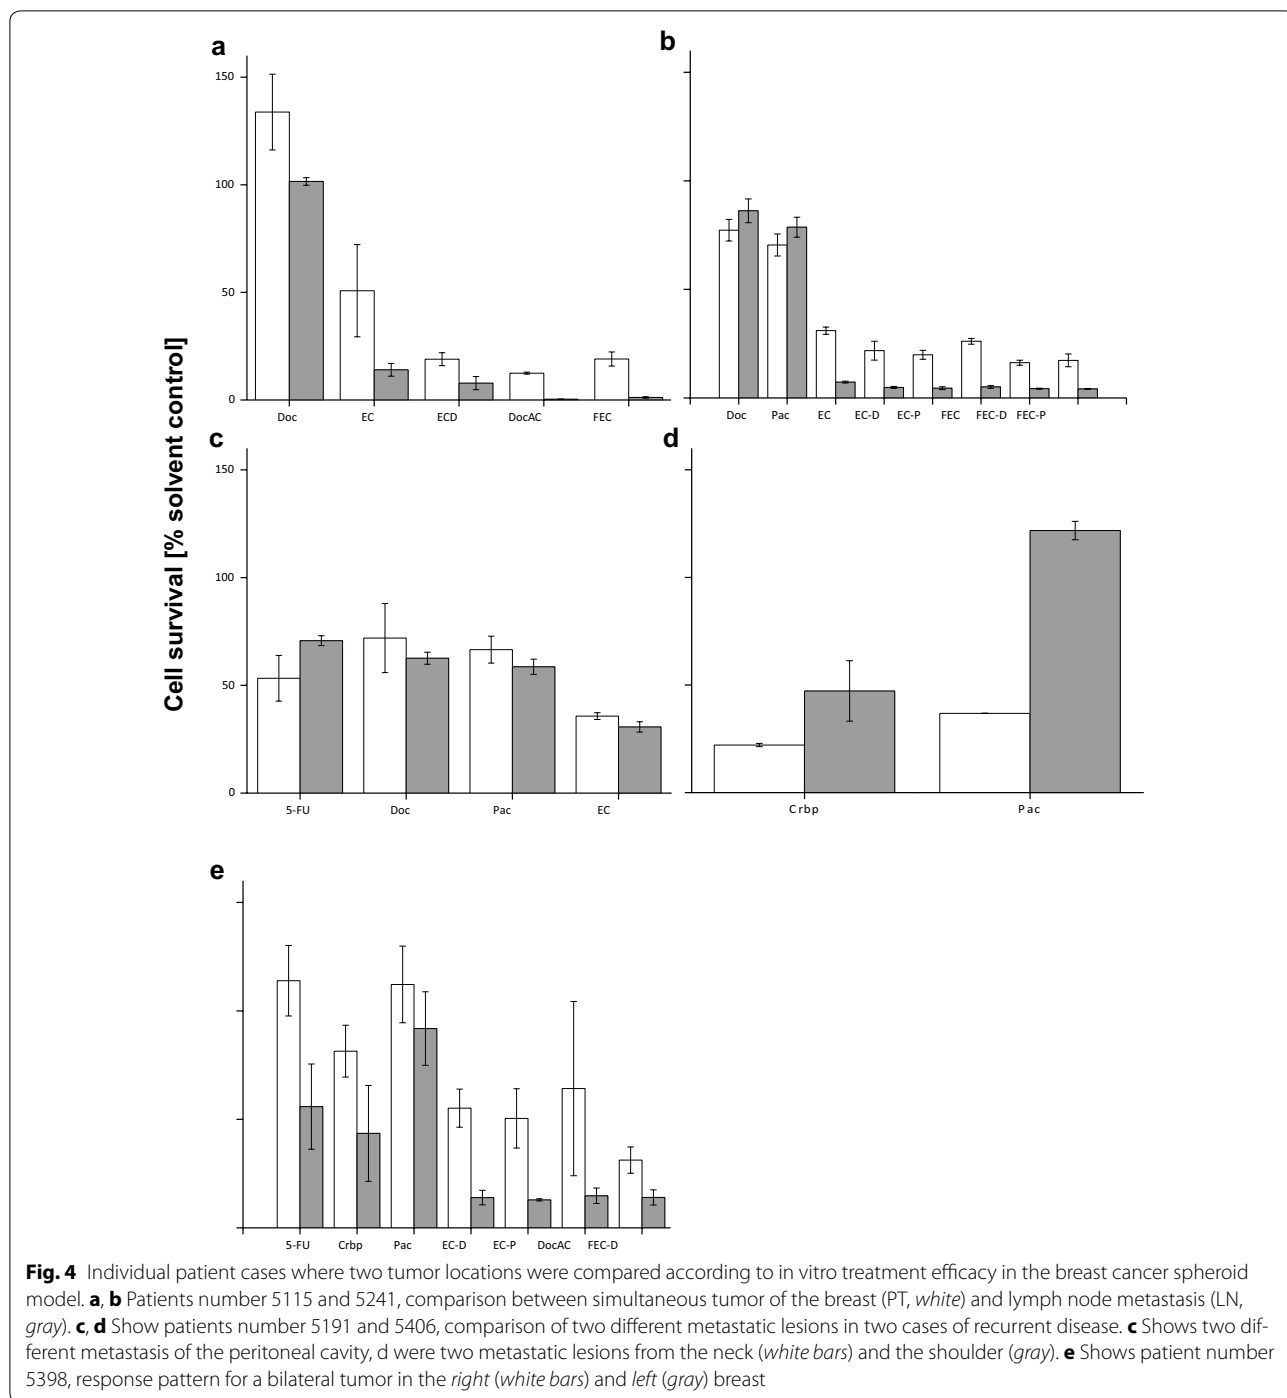 a
b
150
100
50
0
Doc EC ECD DocAC FEC
Doc Pac EC EC-D EC-P FEC FEC-D FEC-P
Cell survival [% solvent control]
c
d
150
100
50
0
5-FU Doc Pac EC
Crbp Pac
e
5-FU Crbp Pac EC-D EC-P DocAC FEC-D
Fig. 4 Individual patient cases where two tumor locations were compared according to in vitro treatment efficacy in the breast cancer spheroid
model. a, b Patients number 5115 and 5241, comparison between simultaneous tumor of the breast (PT, white) and lymph node metastasis (LN,
gray). c, d Show patients number 5191 and 5406, comparison of two different metastatic lesions in two cases of recurrent disease. c Shows two dif-
ferent metastasis of the peritoneal cavity, d were two metastatic lesions from the neck (white bars) and the shoulder (gray). e Shows patient number
5398, response pattern for a bilateral tumor in the right (white bars) and left (gray) breast